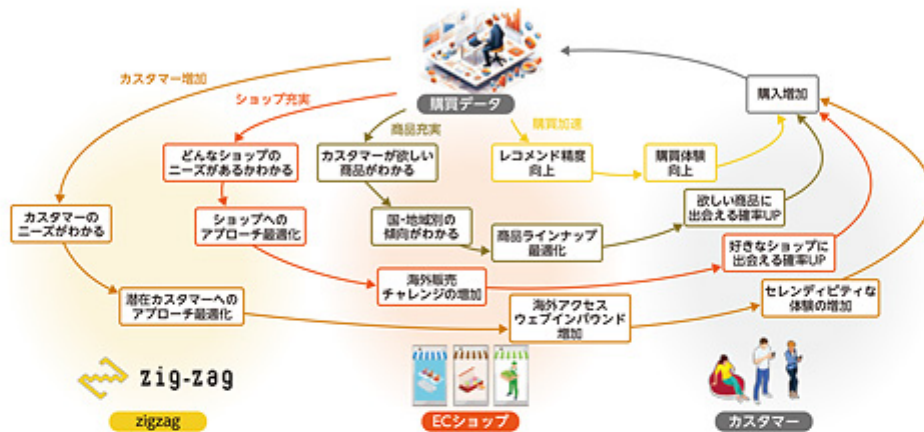 カスタマー増加
ショップ充実
購買データ
商品充実
購買加速
購入増加
どんなショップの
ニーズがあるかわかる
カスタマーが欲しい
商品がわかる
レコメンド精度
向上
購買体験
向上
カスタマーの
ニーズがわかる
ショップへの
アプローチ最適化
国・地域別の
傾向がわかる
商品ラインナップ
最適化
欲しい商品に
出会える確率UP
好きなショップに
出会える確率UP
潜在カスタマーへの
アプローチ最適化
海外販売
チャレンジの増加
海外アクセス
ウェブインバウンド
増加
セレンディピティな
体験の増加
zig-zag
zigzag
ECショップ
カスタマー